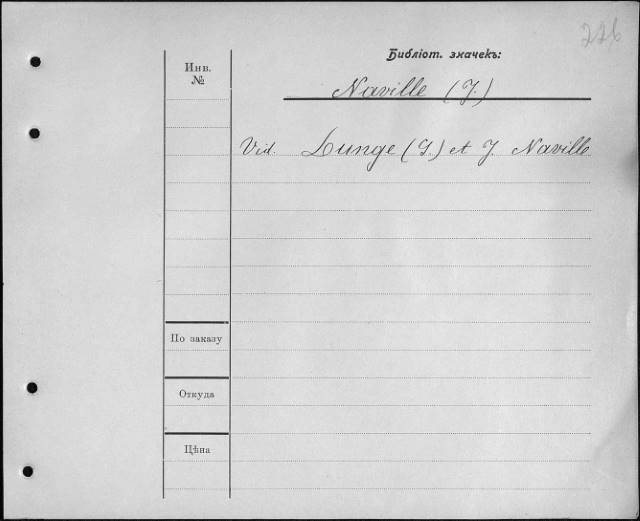 226
Библіот. значекъ:
Инв.
№
Naville (J.)
Vid. Lunge (G.) et J. Naville
По заказу
Откуда
Цѣна